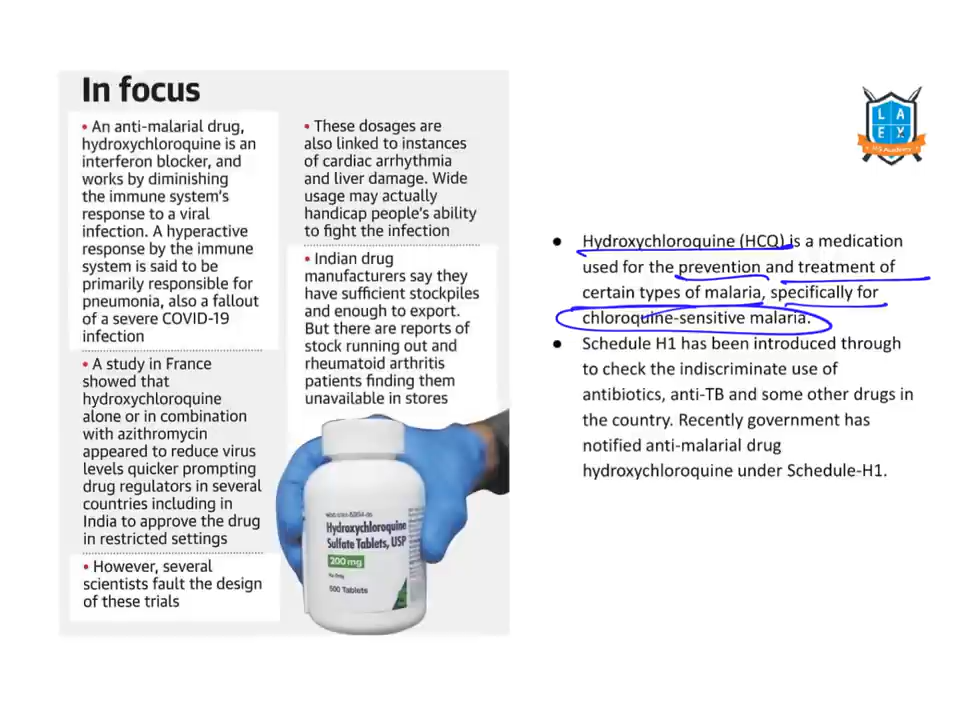 In focus
• An anti-malarial drug,
hydroxychloroquine is an
interferon blocker, and
works by diminishing
the immune system's
response to a viral
infection. A hyperactive
response by the immune
system is said to be
primarily responsible for
pneumonia, also a fallout
of a severe COVID-19
infection
• A study in France
showed that
hydroxychloroquine
alone or in combination
with azithromycin
appeared to reduce virus
levels quicker prompting
drug regulators in several
countries including in
India to approve the drug
in restricted settings
• However, several
scientists fault the design
of these trials
• These dosages are
also linked to instances
of cardiac arrhythmia
and liver damage. Wide
usage may actually
handicap people's ability
to fight the infection
• Indian drug
manufacturers say they
have sufficient stockpiles
and enough to export.
But there are reports of
stock running out and
rheumatoid arthritis
patients finding them
unavailable in stores
Hydroxychloroquine
Sulfate Tablets, USP
200 mg
Rx Only
500 Tablets
L A
E X
● Hydroxychloroquine (HCQ) is a medication
used for the prevention and treatment of
certain types of malaria, specifically for
chloroquine-sensitive malaria.
● Schedule H1 has been introduced through
to check the indiscriminate use of
antibiotics, anti-TB and some other drugs in
the country. Recently government has
notified anti-malarial drug
hydroxychloroquine under Schedule-H1.